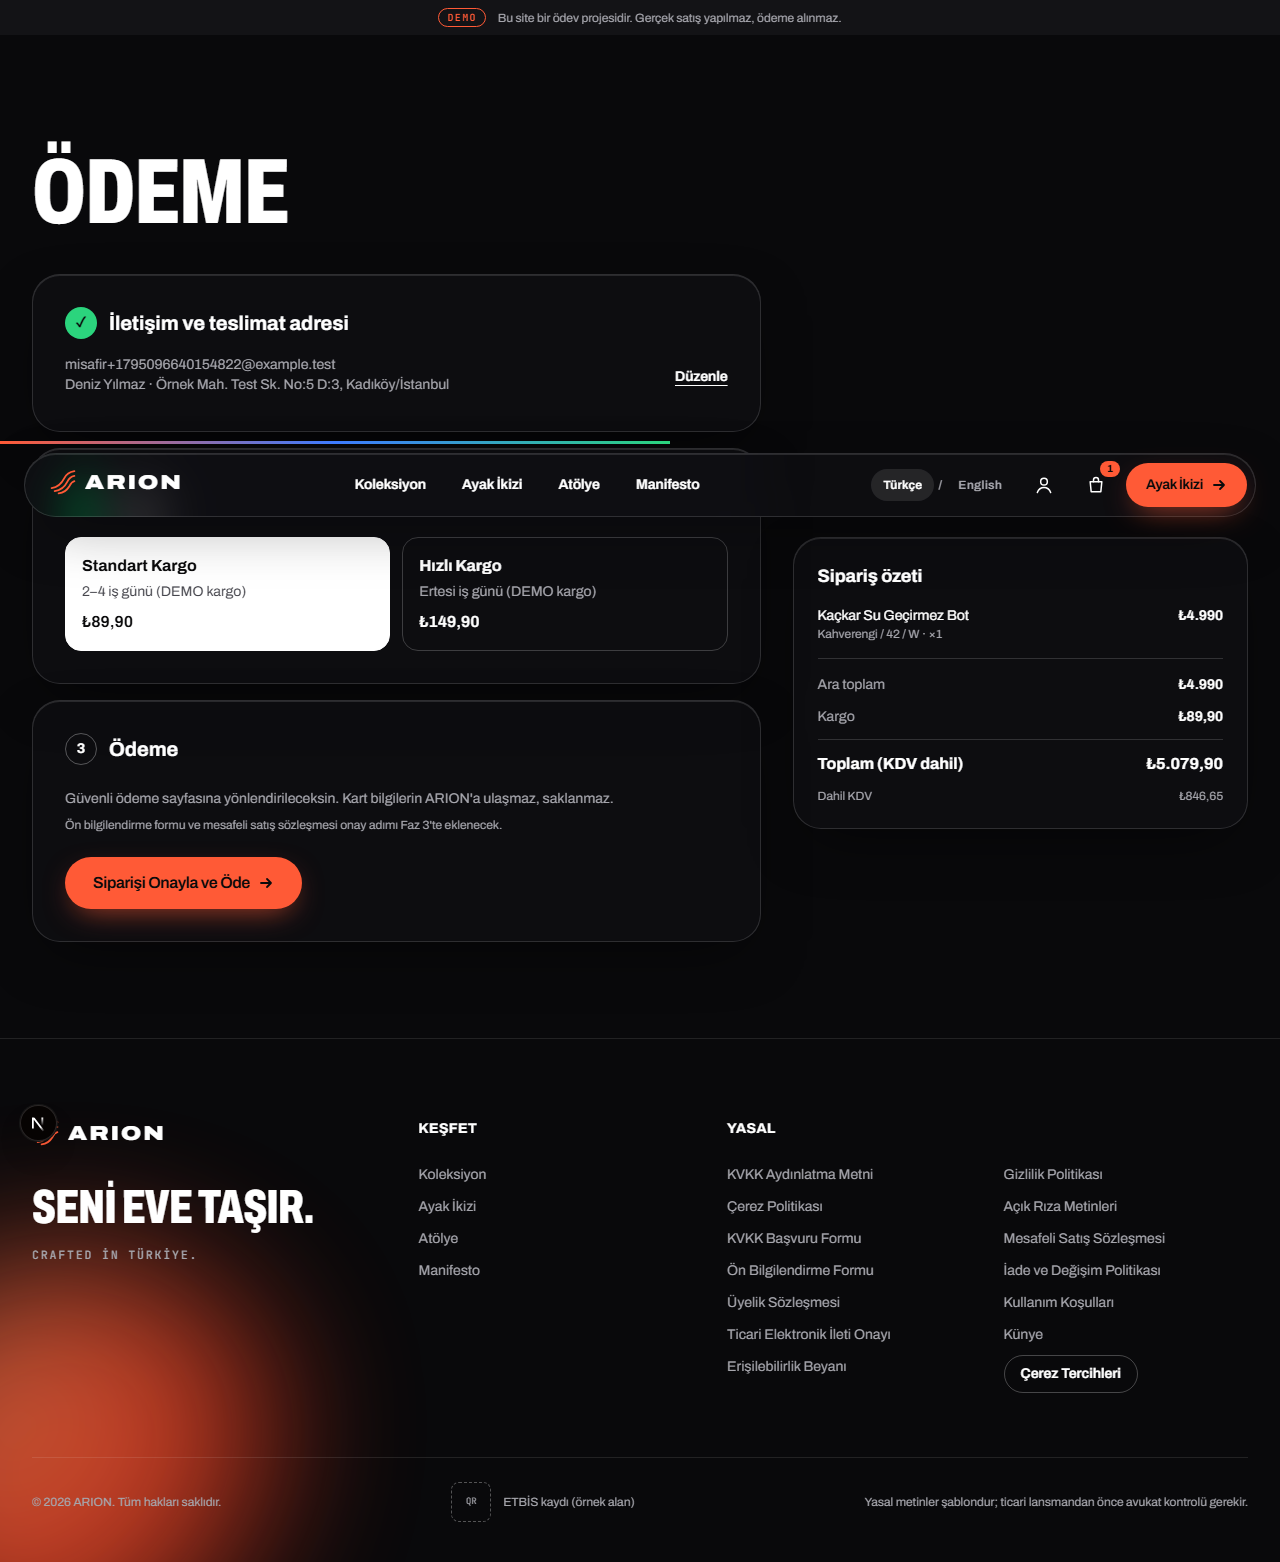 DEMO Bu site bir ödev projesidir. Gerçek satış yapılmaz, ödeme alınmaz.
ÖDEME
İletişim ve teslimat adresi
misafir+1795096640154822@example.test
Deniz Yılmaz · Örnek Mah. Test Sk. No:5 D:3, Kadıköy/İstanbul
Düzenle
ARION
Koleksiyon
Ayak İkizi
Atölye
Manifesto
Türkçe / English
1
Ayak İkizi
Standart Kargo
2–4 iş günü (DEMO kargo)
₺89,90
Hızlı Kargo
Ertesi iş günü (DEMO kargo)
₺149,90
3 Ödeme
Güvenli ödeme sayfasına yönlendirileceksin. Kart bilgilerin ARION'a ulaşmaz, saklanmaz.
Ön bilgilendirme formu ve mesafeli satış sözleşmesi onay adımı Faz 3'te eklenecek.
Siparişi Onayla ve Öde
Sipariş özeti
Kaçkar Su Geçirmez Bot ₺4.990
Kahverengi / 42 / W · ×1
Ara toplam ₺4.990
Kargo ₺89,90
Toplam (KDV dahil) ₺5.079,90
Dahil KDV ₺846,65
N
ARION
SENİ EVE TAŞIR.
CRAFTED İN TÜRKİYE.
KEŞFET
Koleksiyon
Ayak İkizi
Atölye
Manifesto
YASAL
KVKK Aydınlatma Metni
Çerez Politikası
KVKK Başvuru Formu
Ön Bilgilendirme Formu
Üyelik Sözleşmesi
Ticari Elektronik İleti Onayı
Erişilebilirlik Beyanı
Gizlilik Politikası
Açık Rıza Metinleri
Mesafeli Satış Sözleşmesi
İade ve Değişim Politikası
Kullanım Koşulları
Künye
Çerez Tercihleri
© 2026 ARION. Tüm hakları saklıdır.
QR
ETBİS kaydı (örnek alan)
Yasal metinler şablondur; ticari lansmandan önce avukat kontrolü gerekir.